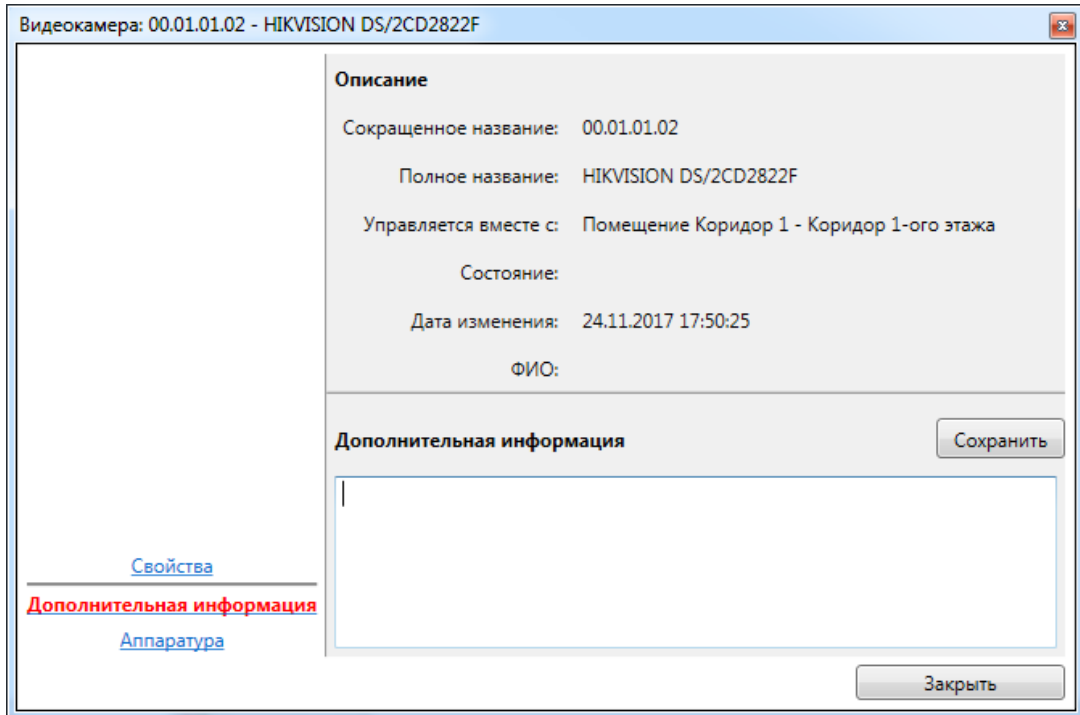 Видеокамера: 00.01.01.02 - HIKVISION DS/2CD2822F
Описание
Сокращенное название: 00.01.01.02
Полное название: HIKVISION DS/2CD2822F
Управляется вместе с: Помещение Коридор 1 - Коридор 1-ого этажа
Состояние:
Дата изменения: 24.11.2017 17:50:25
ФИО:
Дополнительная информация
Сохранить
Свойства
Дополнительная информация
Аппаратура
Закрыть